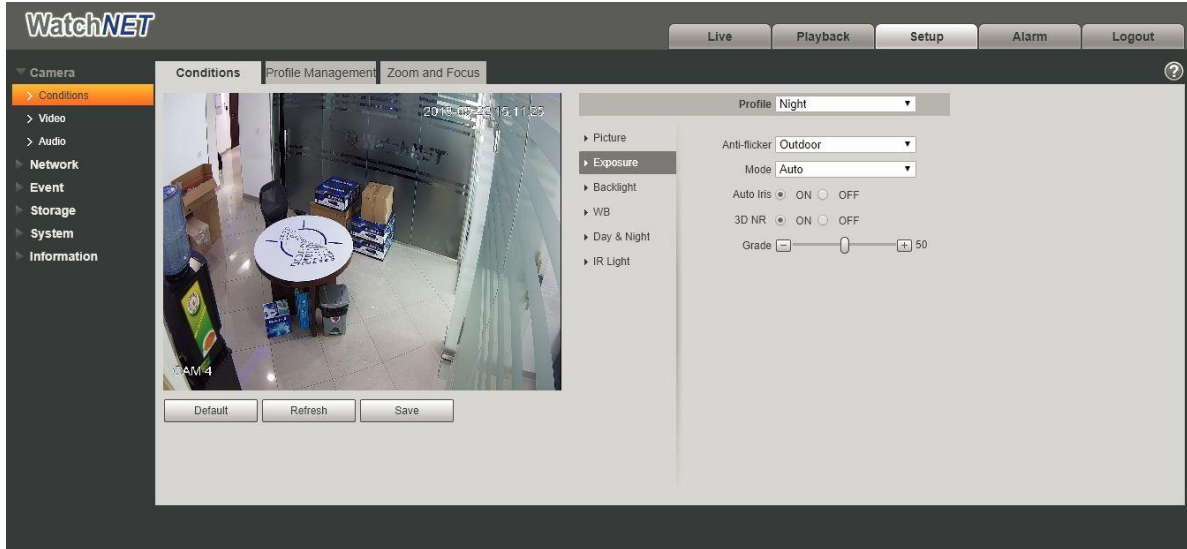 WatchNET
Live Playback Setup Alarm Logout
Camera
Conditions
Video
Audio
Network
Event
Storage
System
Information
Conditions Profile Management Zoom and Focus
?
WatchNET
CAM 4
Default Refresh Save
Profile Night
Picture
Exposure
Backlight
WB
Day & Night
IR Light
Anti-flicker Outdoor
Mode Auto
Auto Iris ON OFF
3D NR ON OFF
Grade 50